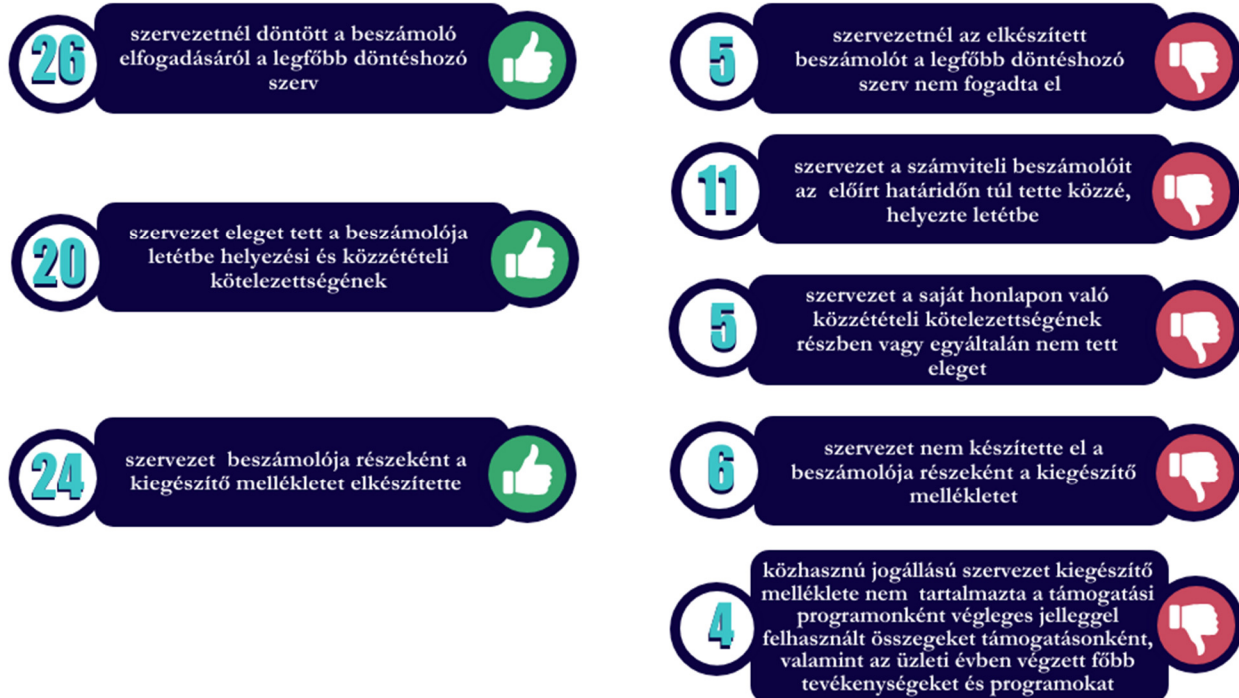 26
szervezetnél döntött a beszámoló
elfogadásáról a legfőbb döntéshozó
szerv
20
szervezet eleget tett a beszámolója
letétbe helyezési és közzétételi
kötelezettségének
24
szervezet beszámolója részeként a
kiegészítő mellékletet elkészítette
5
szervezetnél az elkészített
beszámolót a legfőbb döntéshozó
szerv nem fogadta el
11
szervezet a számviteli beszámolóit
az előírt határidőn túl tette közzé,
helyezte letétbe
5
szervezet a saját honlapon való
közzétételi kötelezettségének
részben vagy egyáltalán nem tett
eleget
6
szervezet nem készítette el a
beszámolója részeként a kiegészítő
mellékletet
4
közhasznú jogállású szervezet kiegészítő
melléklete nem tartalmazta a támogatási
programonként végleges jelleggel
felhasznált összegeket támogatásonként,
valamint az üzleti évben végzett főbb
tevékenységeket és programokat